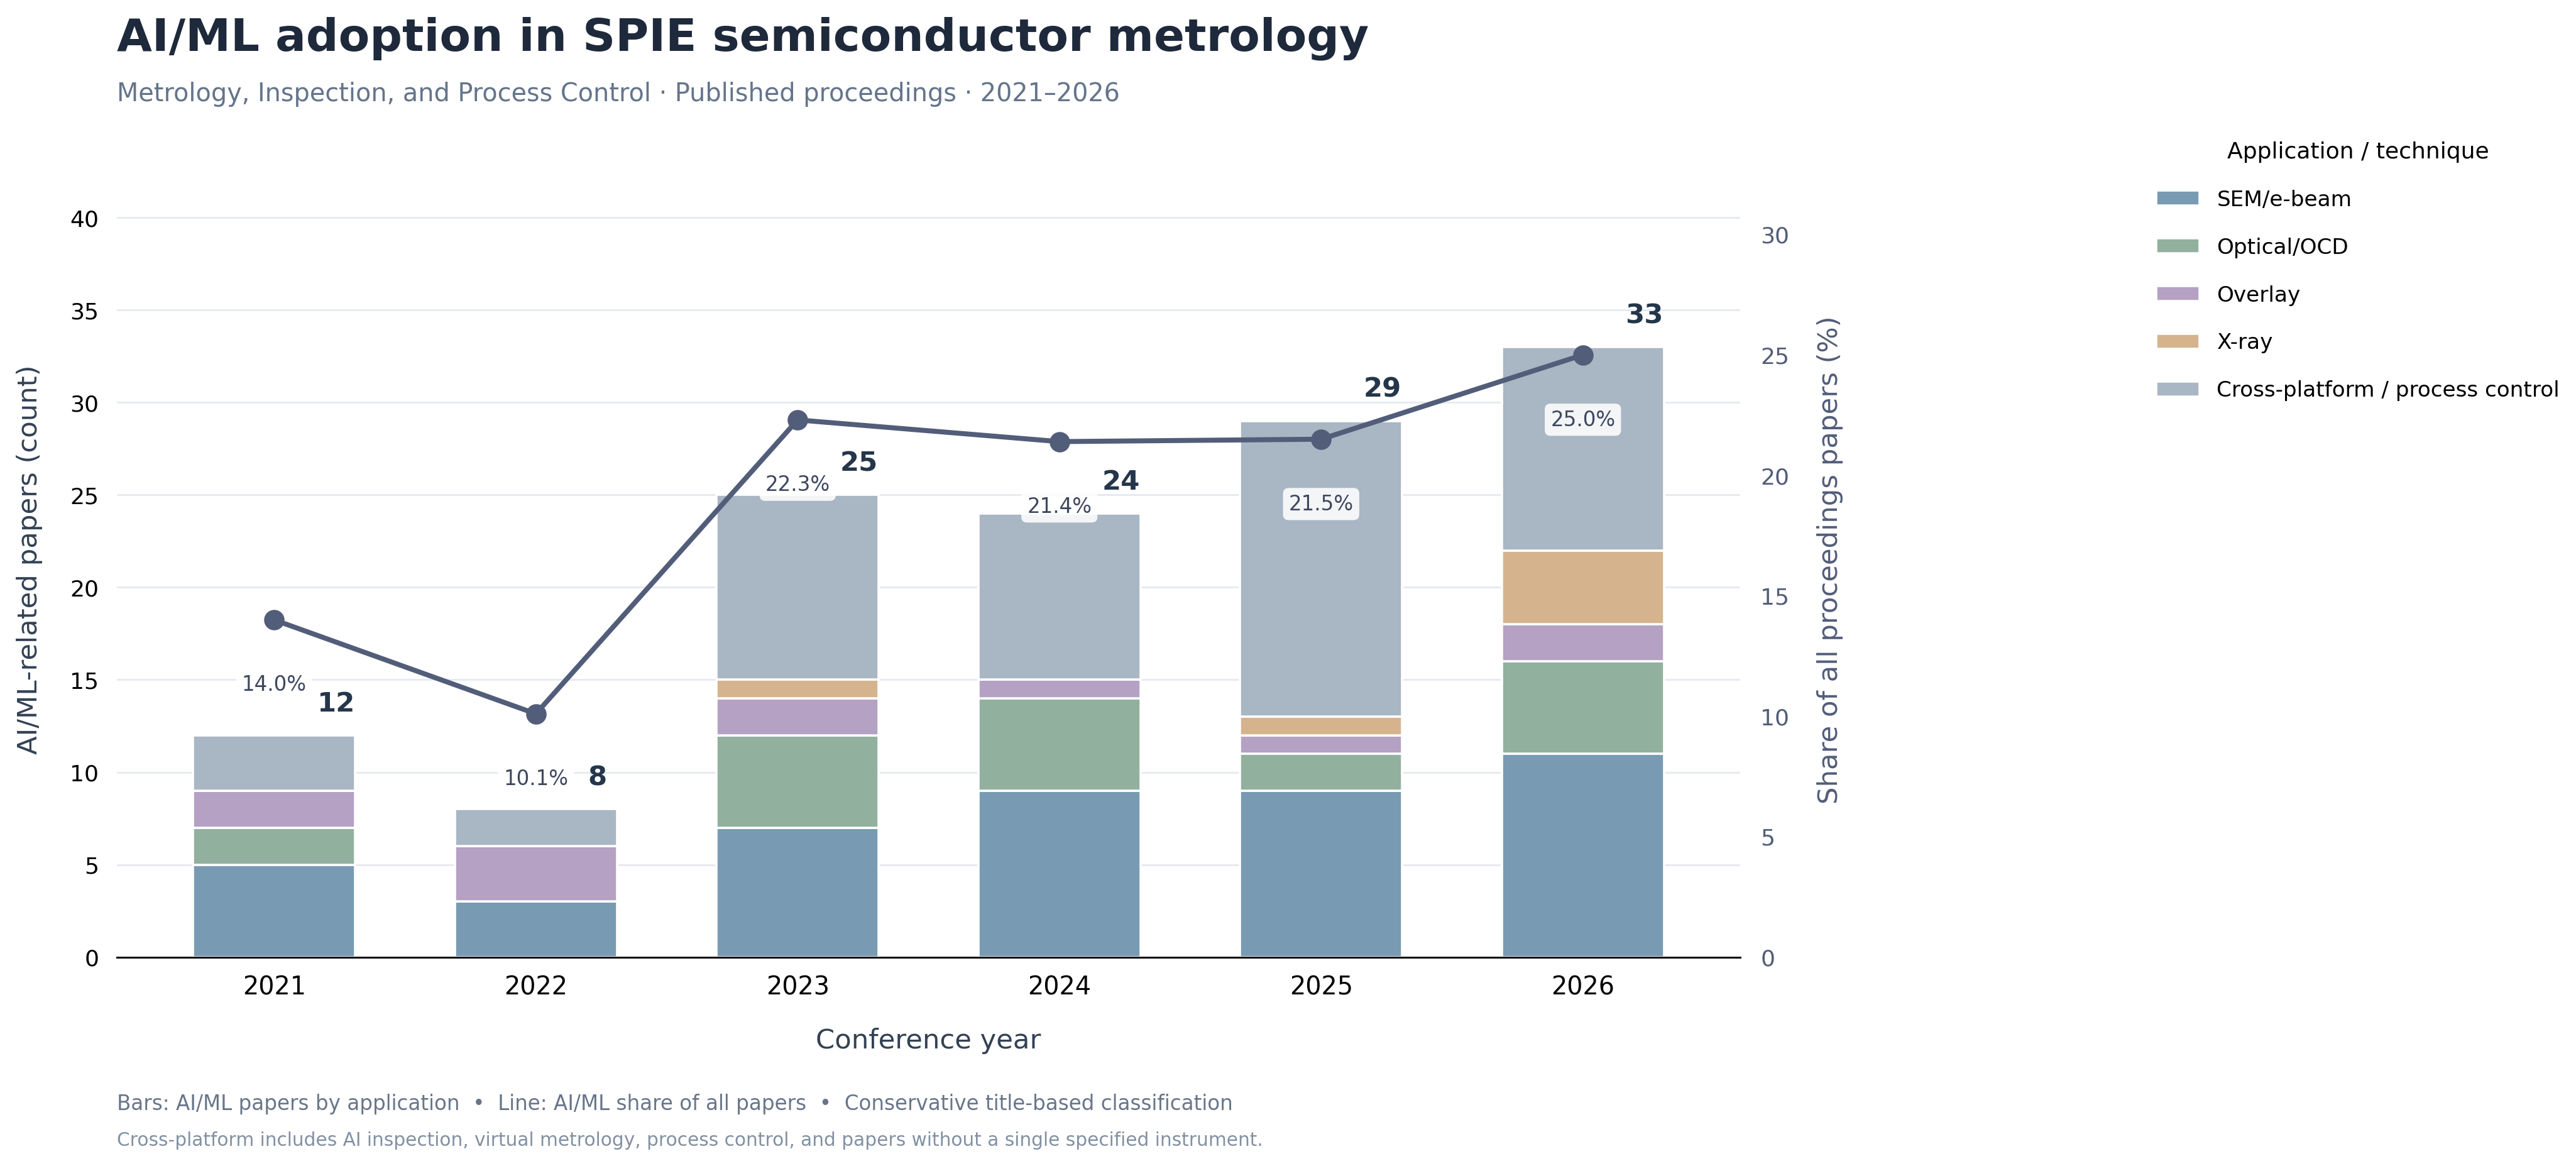 AI/ML adoption in SPIE semiconductor metrology
Metrology, Inspection, and Process Control · Published proceedings · 2021–2026
Application / technique
SEM/e-beam
Optical/OCD
Overlay
X-ray
Cross-platform / process control
AI/ML-related papers (count)
40
35
30
25
20
15
10
5
0
14.0%
12
10.1%
8
22.3%
25
21.4%
24
21.5%
29
25.0%
33
30
25
20
15
10
5
0
Share of all proceedings papers (%)
2021
2022
2023
2024
2025
2026
Conference year
Bars: AI/ML papers by application • Line: AI/ML share of all papers • Conservative title-based classification
Cross-platform includes AI inspection, virtual metrology, process control, and papers without a single specified instrument.